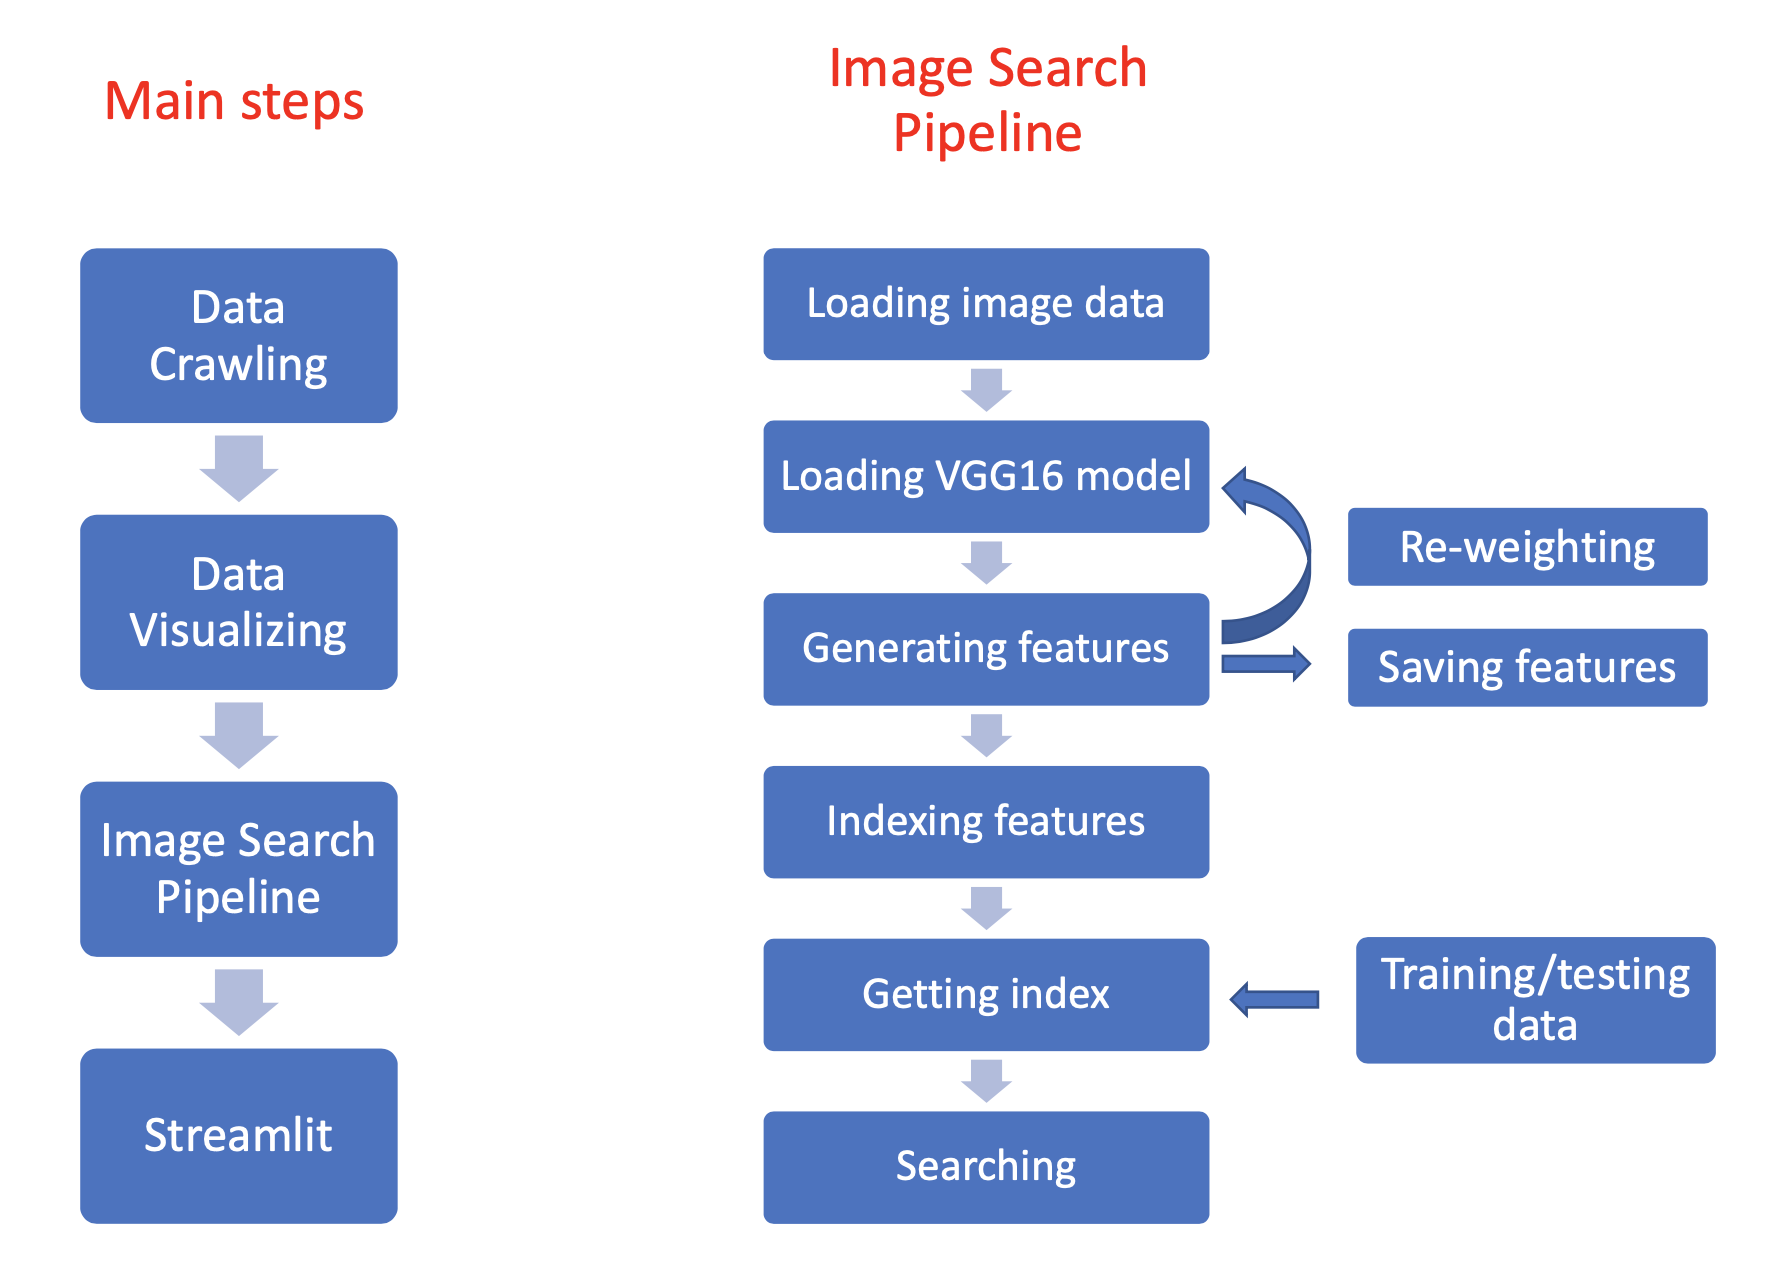 Main steps
Data
Crawling
Data
Visualizing
Image Search
Pipeline
Streamlit
Image Search
Pipeline
Loading image data
Loading VGG16 model
Generating features
Re-weighting
Saving features
Indexing features
Getting index
Training/testing
data
Searching